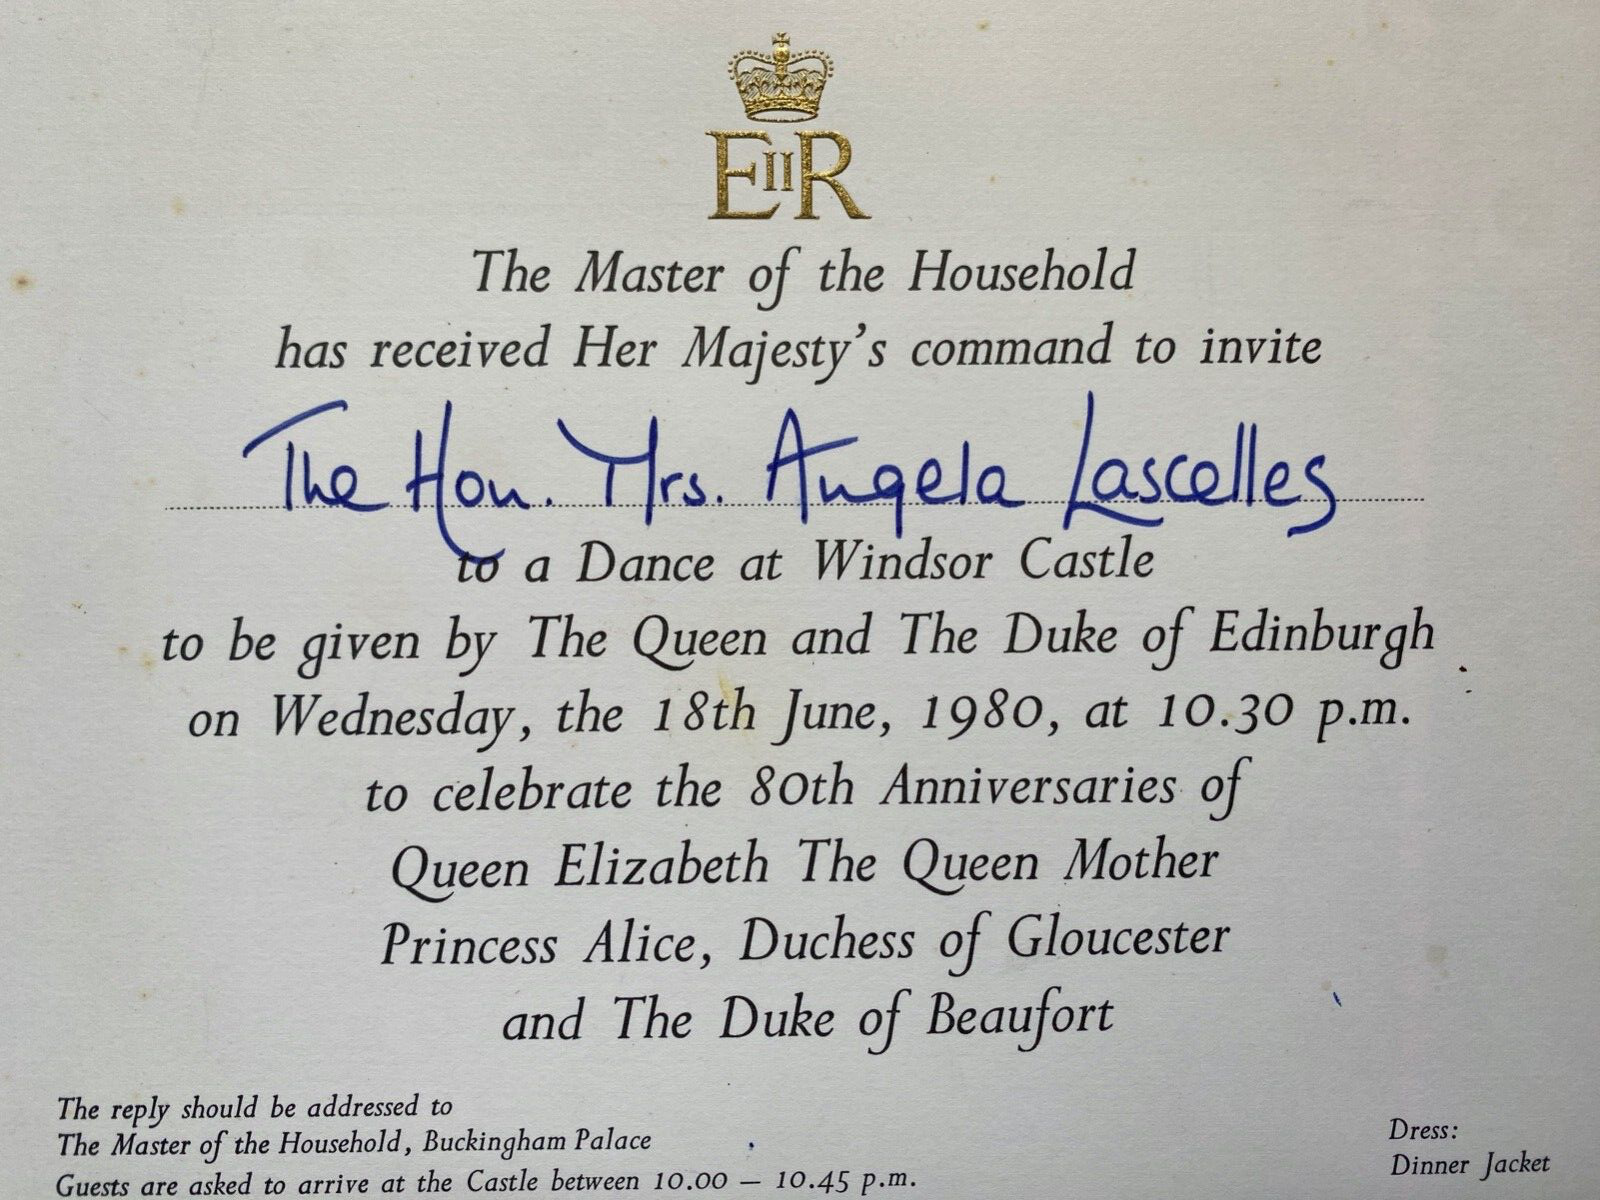 EIIR
The Master of the Household
has received Her Majesty's command to invite
The Hon. Mrs. Angela Lascelles
to a Dance at Windsor Castle
to be given by The Queen and The Duke of Edinburgh
on Wednesday, the 18th June, 1980, at 10.30 p.m.
to celebrate the 80th Anniversaries of
Queen Elizabeth The Queen Mother
Princess Alice, Duchess of Gloucester
and The Duke of Beaufort
The reply should be addressed to
The Master of the Household, Buckingham Palace
Guests are asked to arrive at the Castle between 10.00 – 10.45 p.m.
Dress:
Dinner Jacket